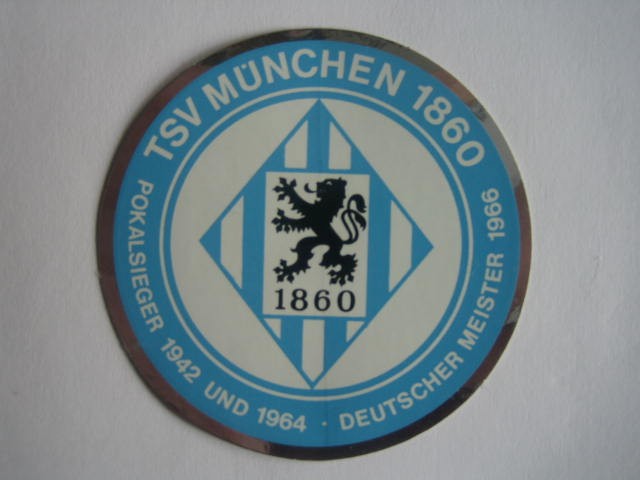 TSV MÜNCHEN 1860
1860
POKALSIEGER 1942 UND 1964 · DEUTSCHER MEISTER 1966